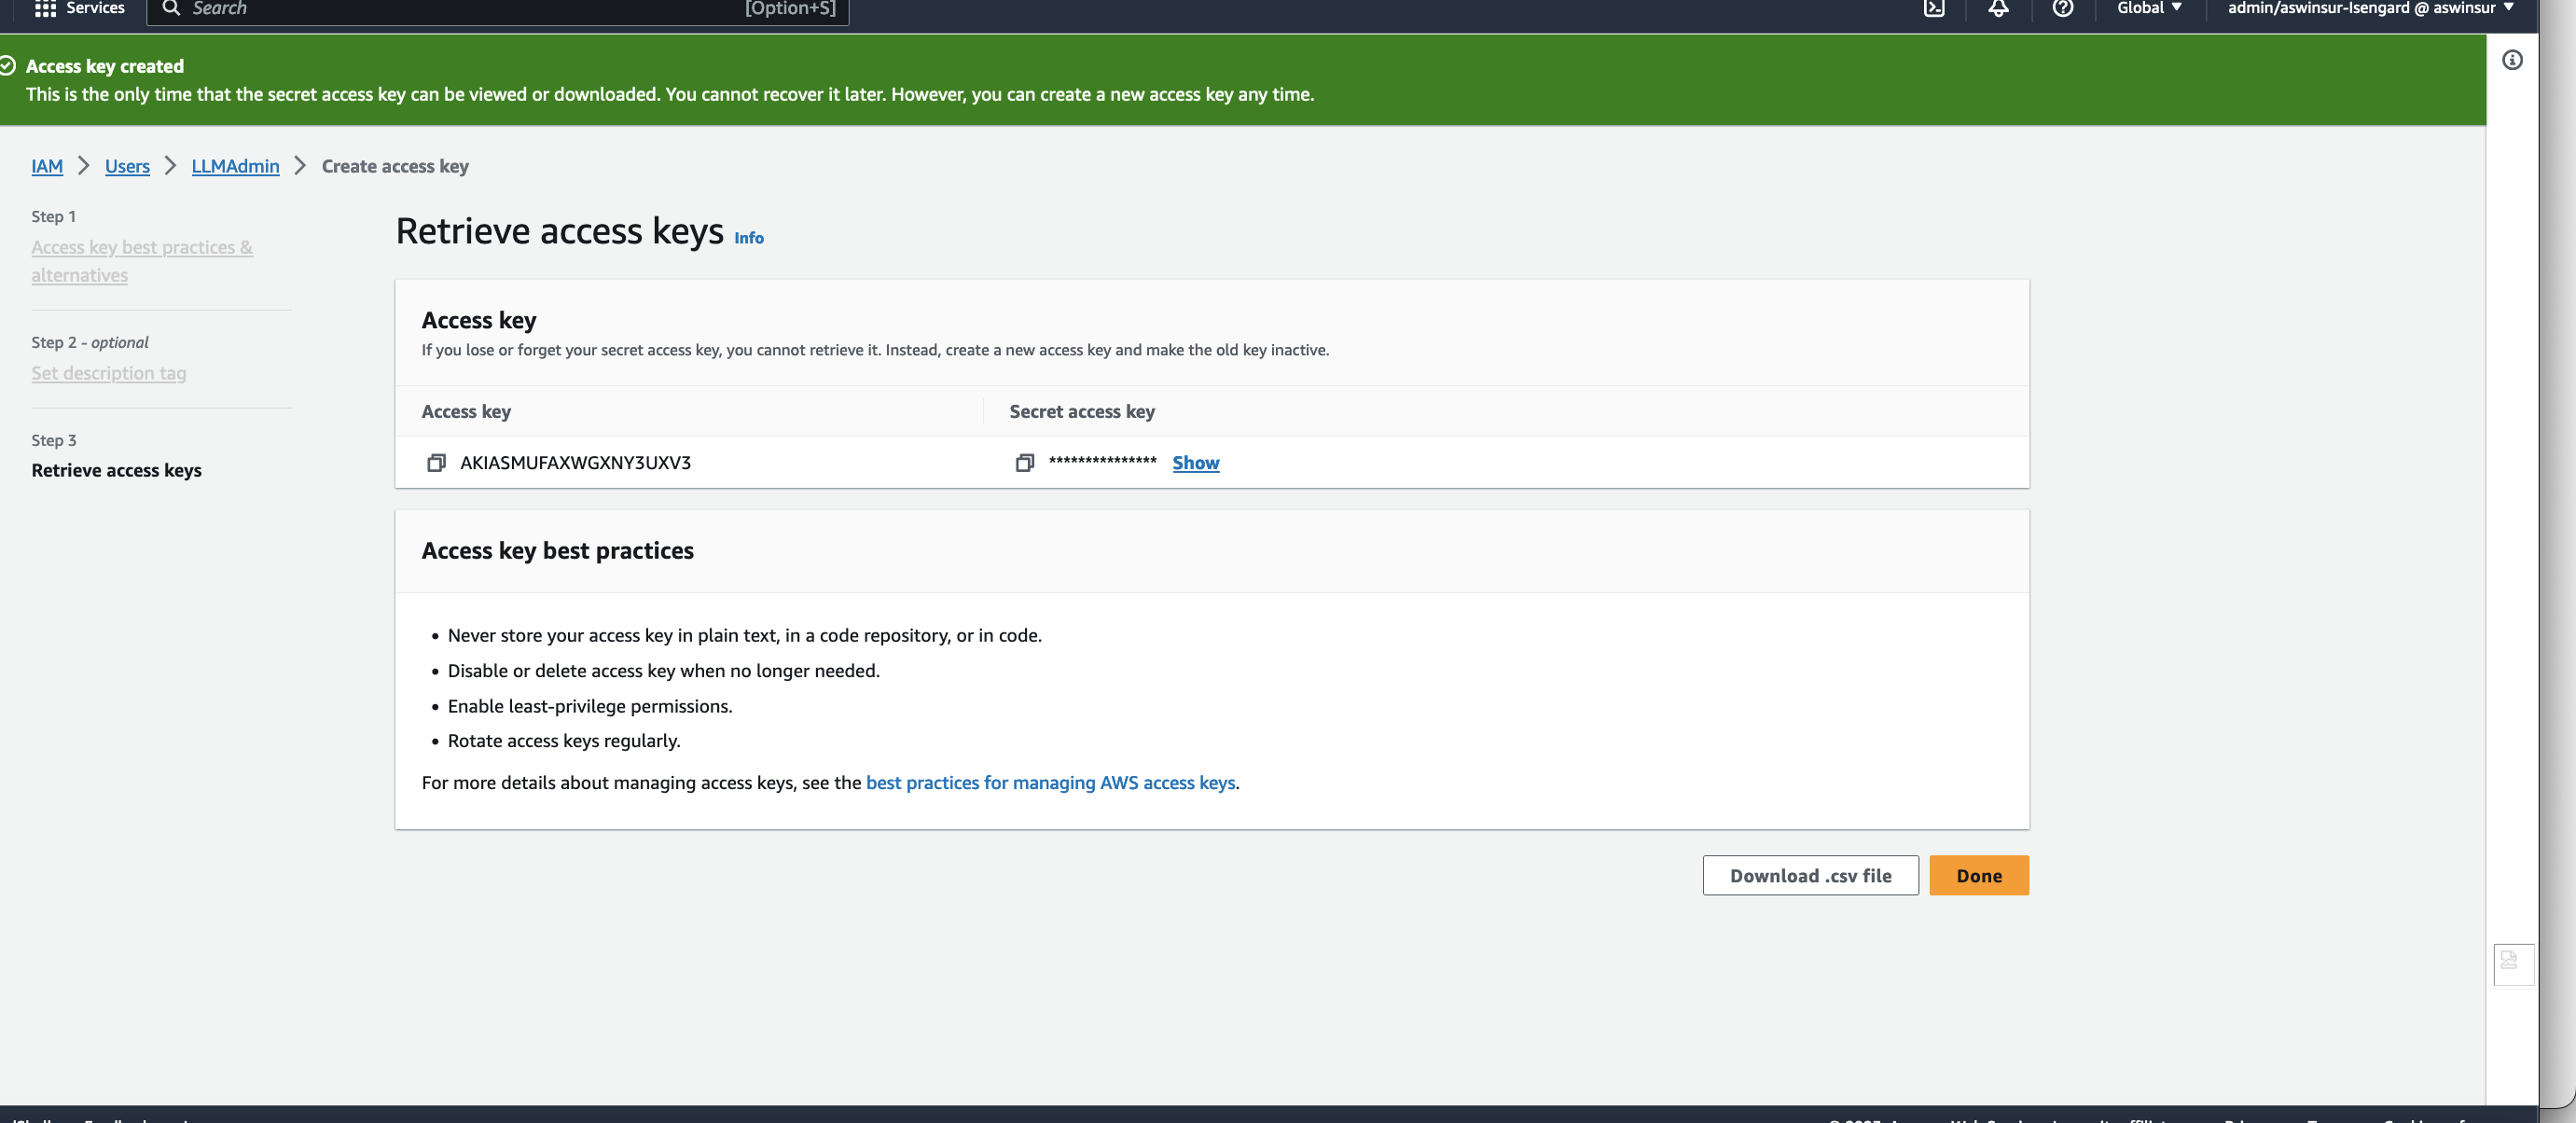 Services
Search
[Option+S]
Global
admin/aswinsur-Isengard @ aswinsur
Access key created
This is the only time that the secret access key can be viewed or downloaded. You cannot recover it later. However, you can create a new access key any time.
IAM
Users
LLMAdmin
Create access key
Step 1
Access key best practices &
alternatives
Step 2 - optional
Set description tag
Step 3
Retrieve access keys
Retrieve access keys Info
Access key
If you lose or forget your secret access key, you cannot retrieve it. Instead, create a new access key and make the old key inactive.
Access key
Secret access key
AKIASMUFAXWGXNY3UXV3
*************** Show
Access key best practices
• Never store your access key in plain text, in a code repository, or in code.
• Disable or delete access key when no longer needed.
• Enable least-privilege permissions.
• Rotate access keys regularly.
For more details about managing access keys, see the best practices for managing AWS access keys.
Download .csv file
Done